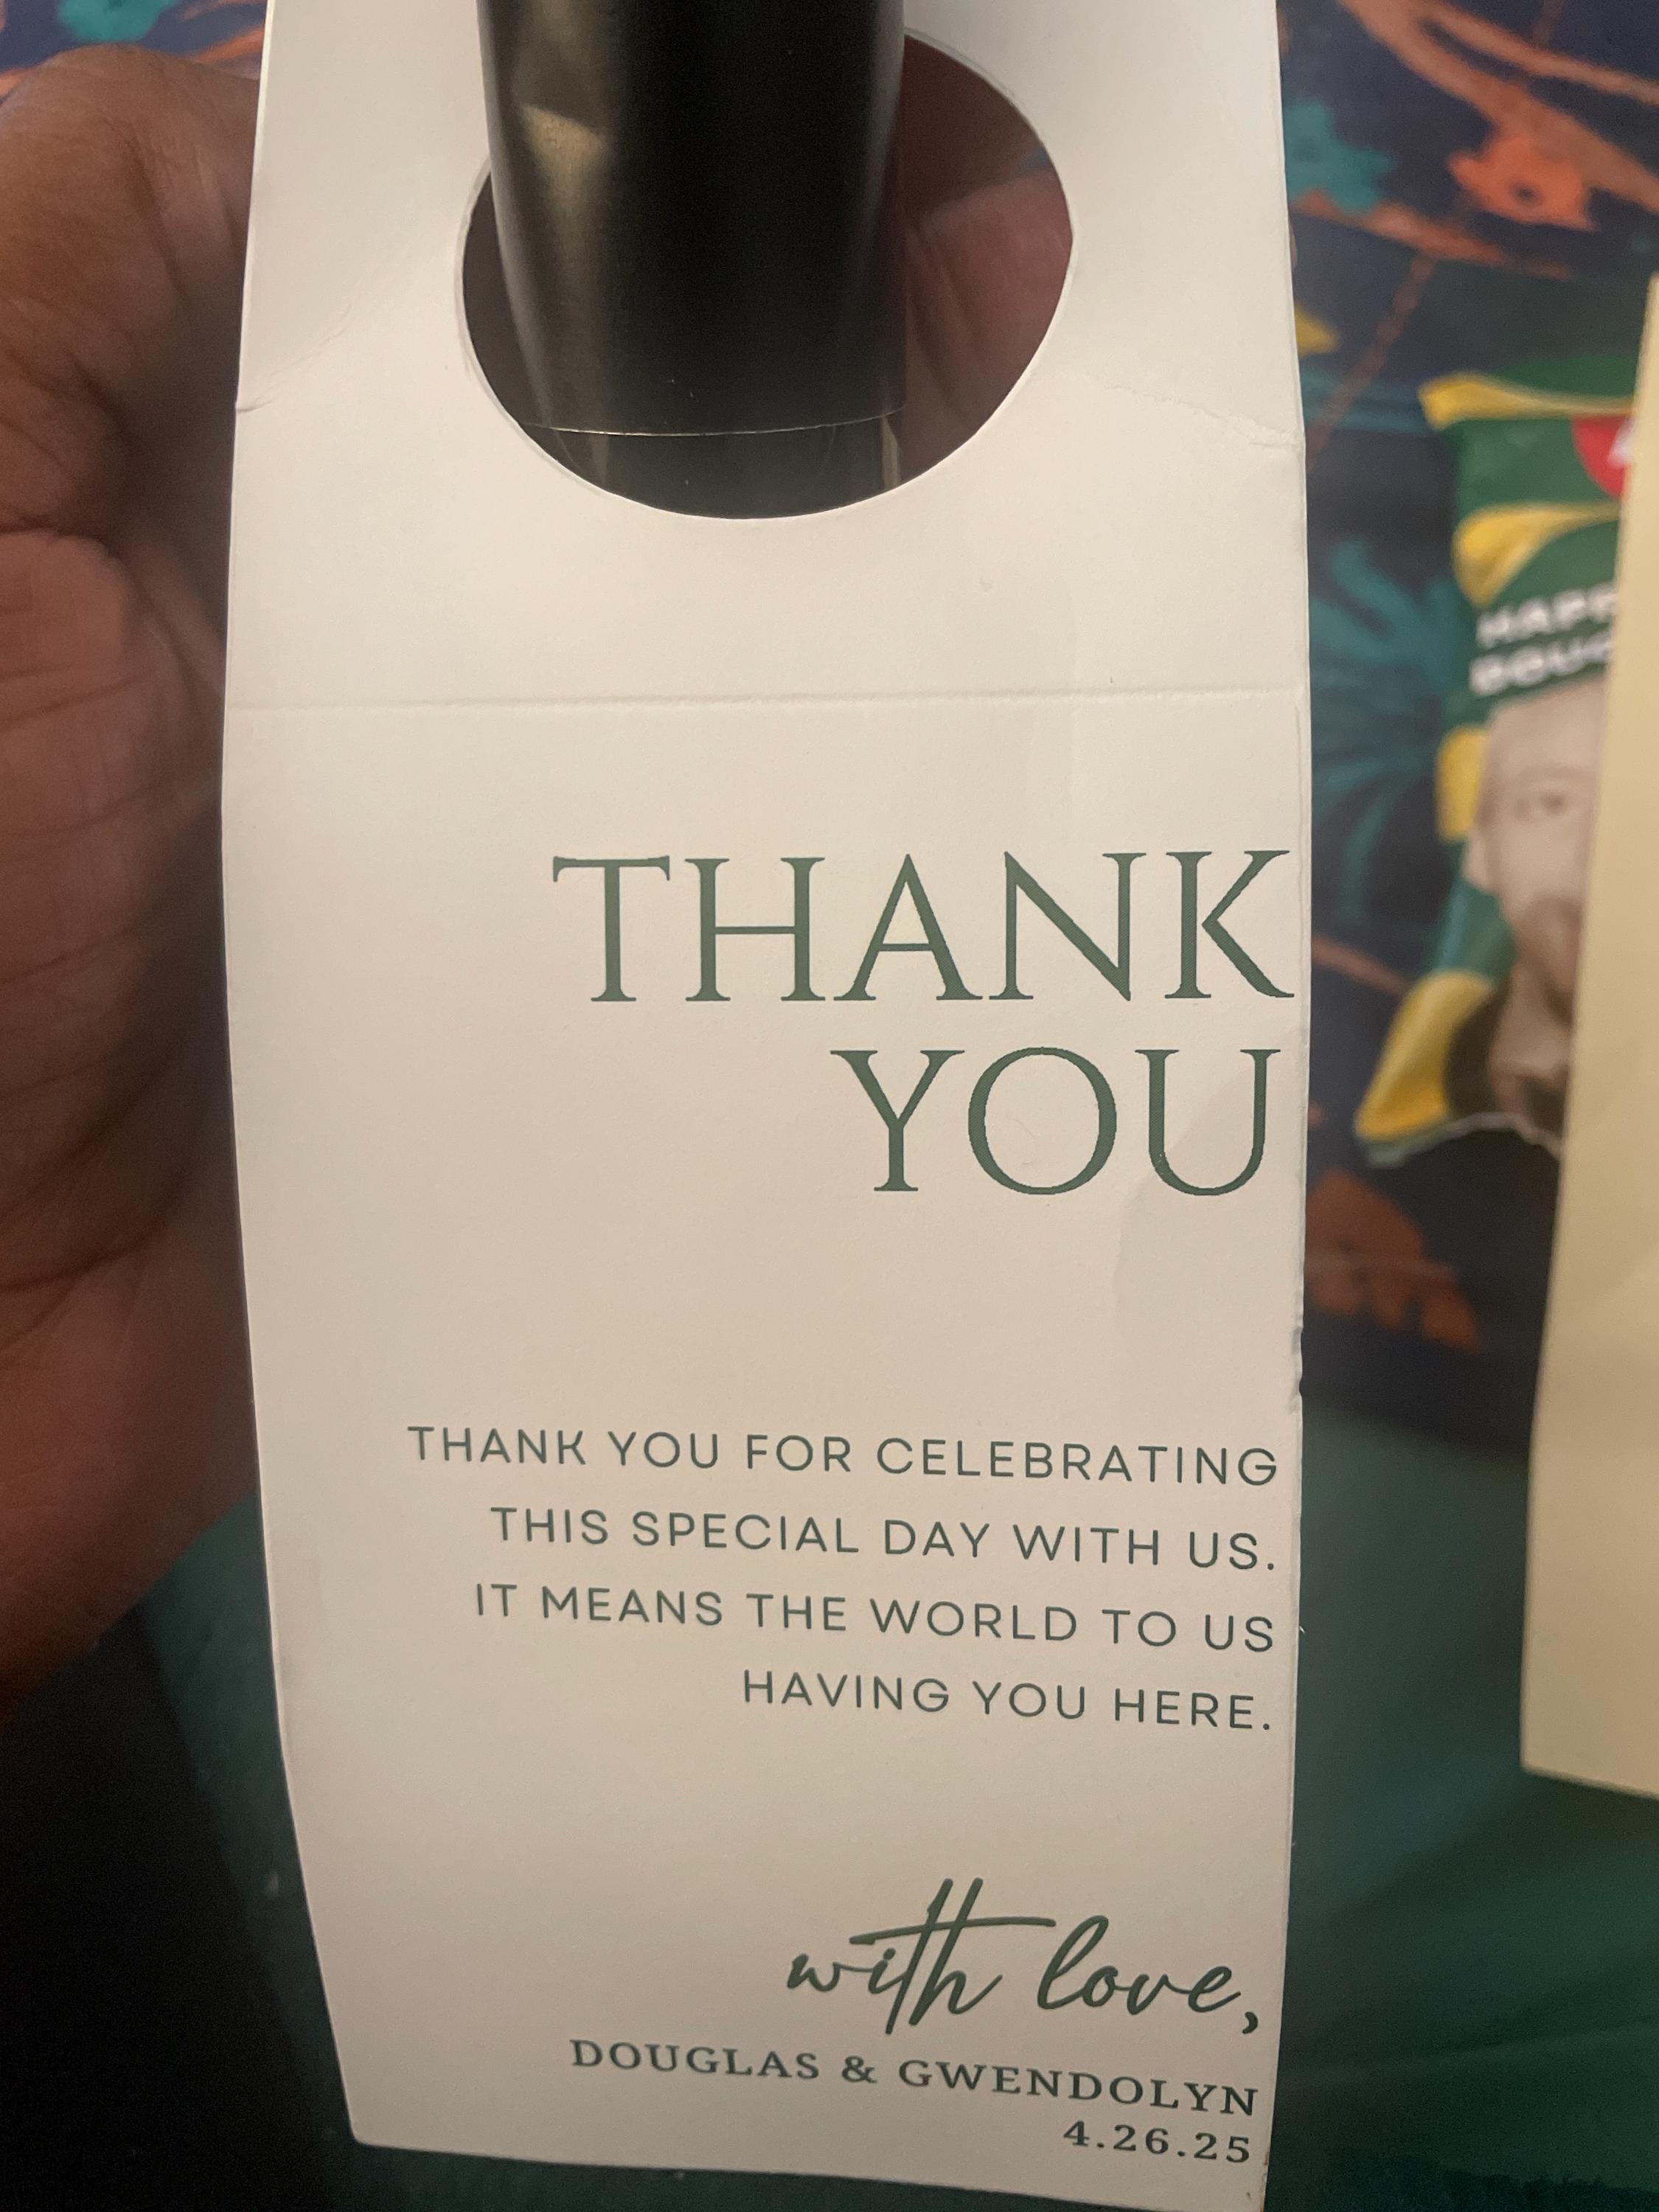 THANK
YOU
THANK YOU FOR CELEBRATING
THIS SPECIAL DAY WITH US.
IT MEANS THE WORLD TO US
HAVING YOU HERE.
with love,
DOUGLAS & GWENDOLYN
4.26.25